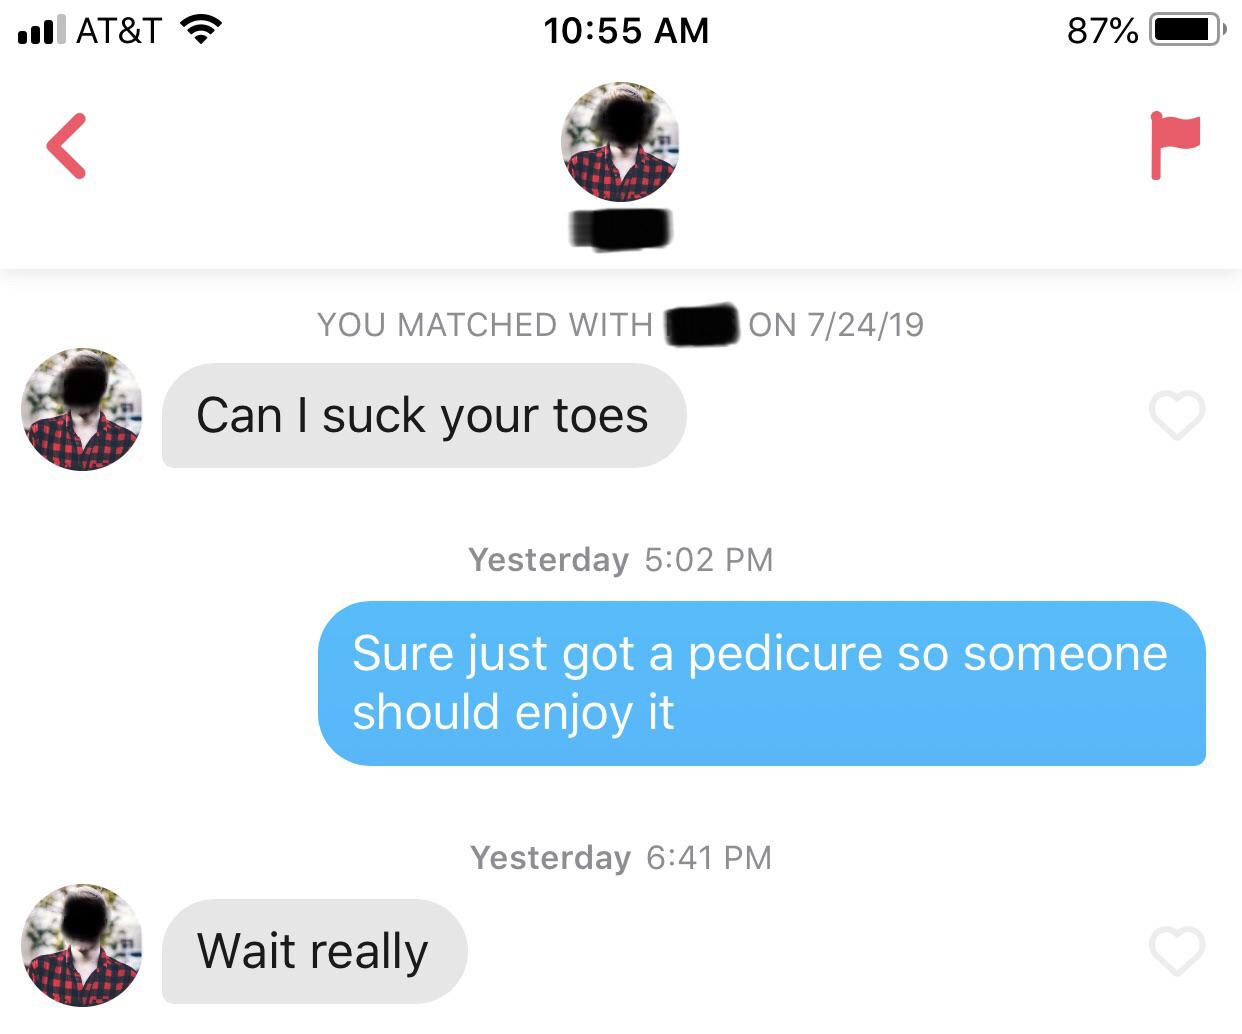 AT&T 10:55 AM 87%
YOU MATCHED WITH ON 7/24/19
Can I suck your toes
Yesterday 5:02 PM
Sure just got a pedicure so someone
should enjoy it
Yesterday 6:41 PM
Wait really